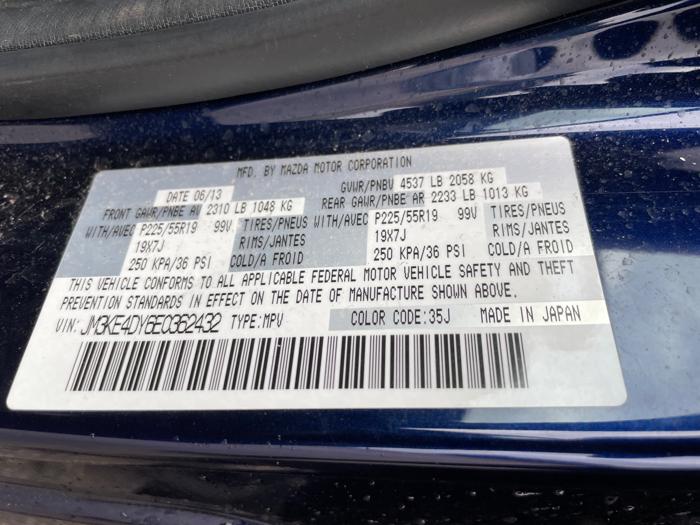 MFD. BY MAZDA MOTOR CORPORATION
DATE 06/13 GVWR/PNBV 4537 LB 2058 KG
FRONT GAWR/PNBE AV 2310 LB 1048 KG REAR GAWR/PNBE AR 2233 LB 1013 KG
WITH/AVEC P225/55R19 99V TIRES/PNEUS WITH/AVEC P225/55R19 99V TIRES/PNEUS
19X7J RIMS/JANTES 19X7J RIMS/JANTES
250 KPA/36 PSI COLD/A FROID 250 KPA/36 PSI COLD/A FROID
THIS VEHICLE CONFORMS TO ALL APPLICABLE FEDERAL MOTOR VEHICLE SAFETY AND THEFT
PREVENTION STANDARDS IN EFFECT ON THE DATE OF MANUFACTURE SHOWN ABOVE.
VIN: JM3KE4DY6E0362432 TYPE:MPV COLOR CODE:35J MADE IN JAPAN